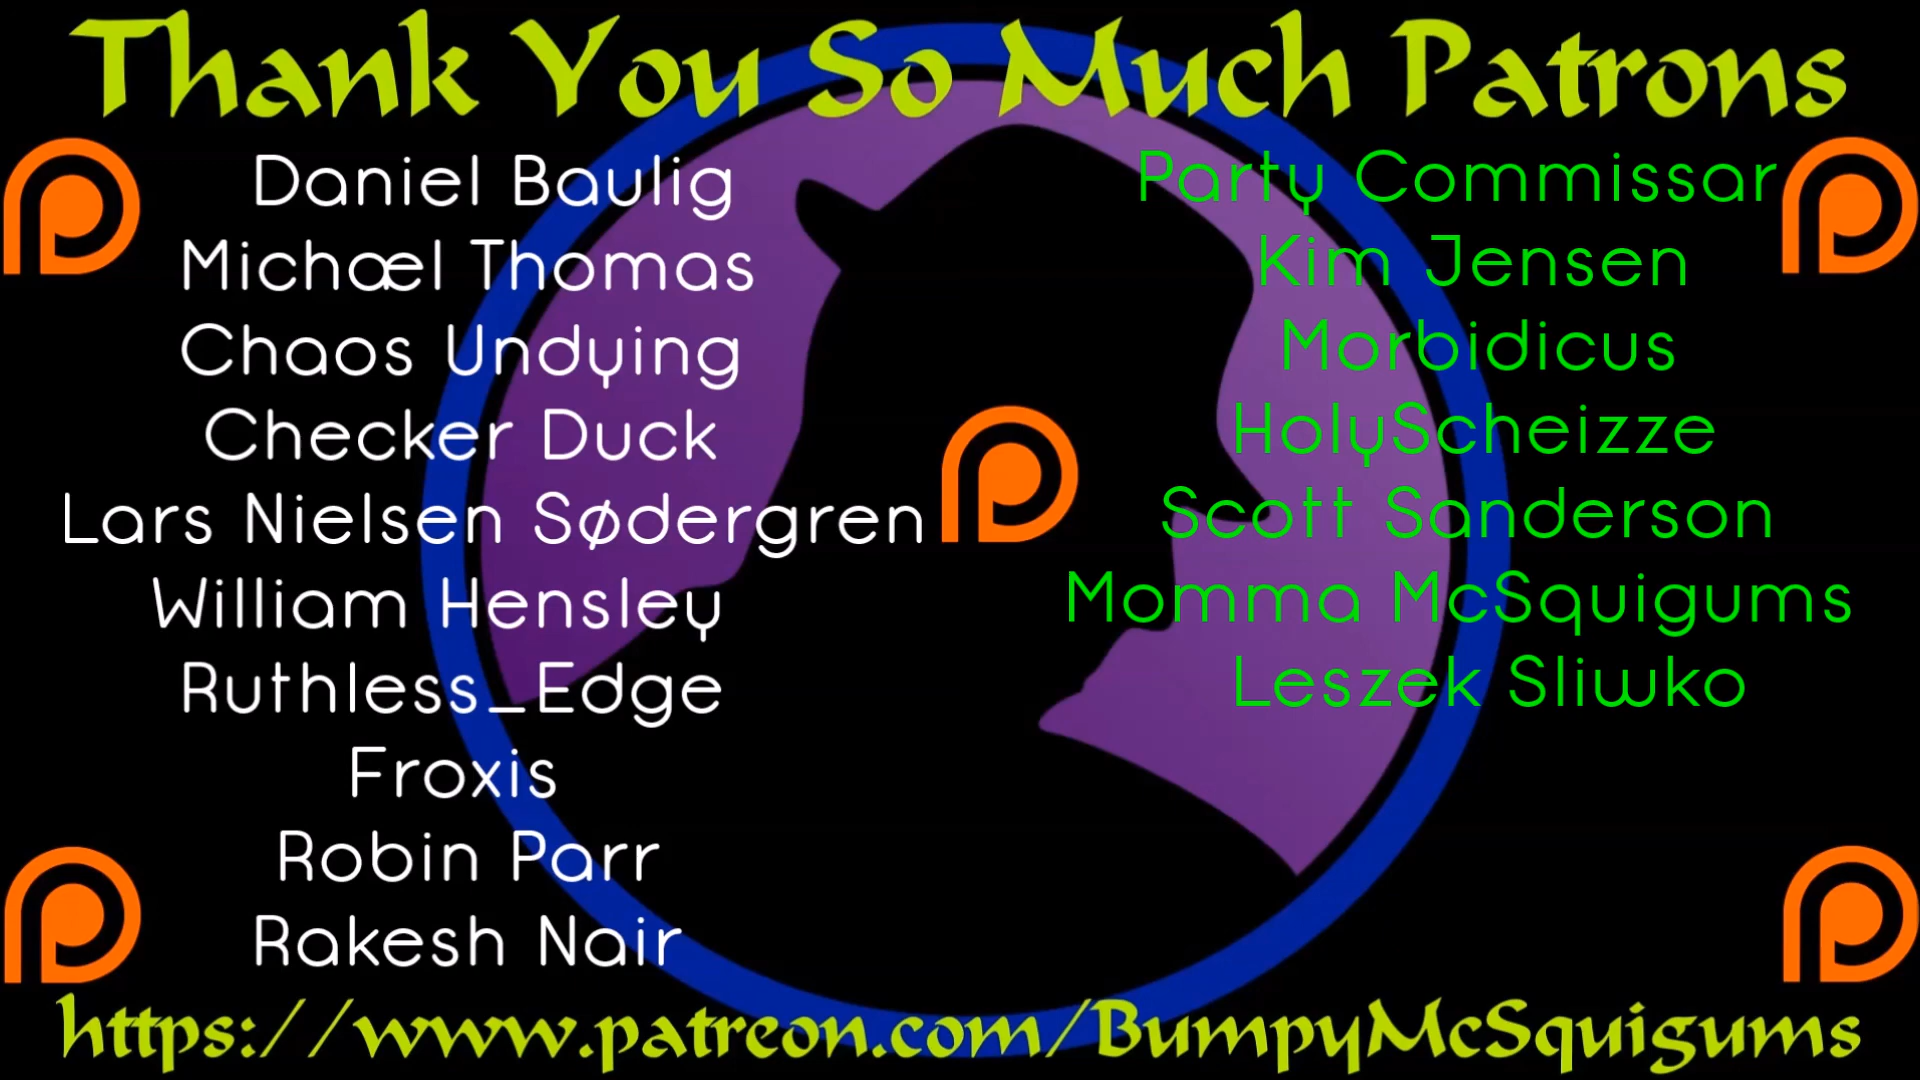 Thank You So Much Patrons
Daniel Baulig
Michæl Thomas
Chaos Undying
Checker Duck
Lars Nielsen Sødergren
William Hensley
Ruthless_Edge
Froxis
Robin Parr
Rakesh Nair
Party Commissar
Kim Jensen
Morbidicus
HolyScheizze
Scott Sanderson
Momma McSquigums
Leszek Sliwko
https://www.patreon.com/BumpyMcSquigums